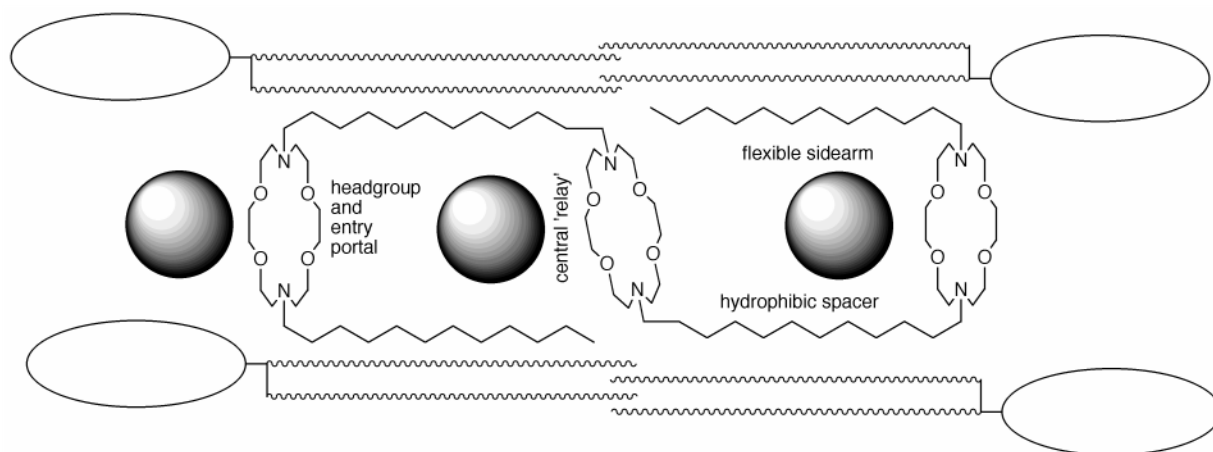 N
O O
O O
N
headgroup
and
entry
portal
central 'relay'
N
O O
O O
N
flexible sidearm
hydrophibic spacer
N
O O
O O
N